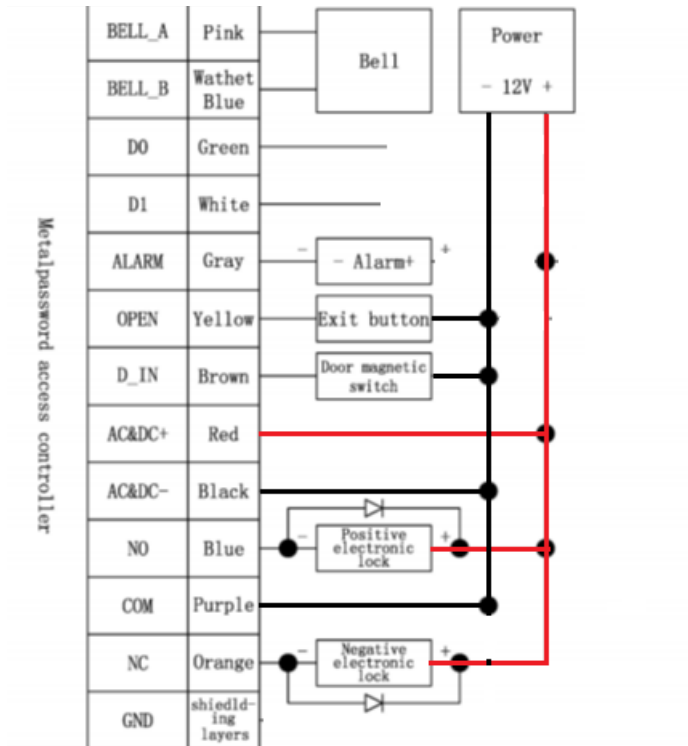 BELL_A Pink
Bell
Power
- 12V +
BELL_B Wathet
Blue
D0 Green
D1 White
ALARM Gray - - Alarm+ +
OPEN Yellow Exit button
D_IN Brown Door magnetic
switch
AC&DC+ Red
AC&DC- Black
NO Blue - Positive +
electronic
lock
COM Purple
NC Orange - Negative +
electronic
lock
GND shiedld-
ing
layers
Metalpassword access controller